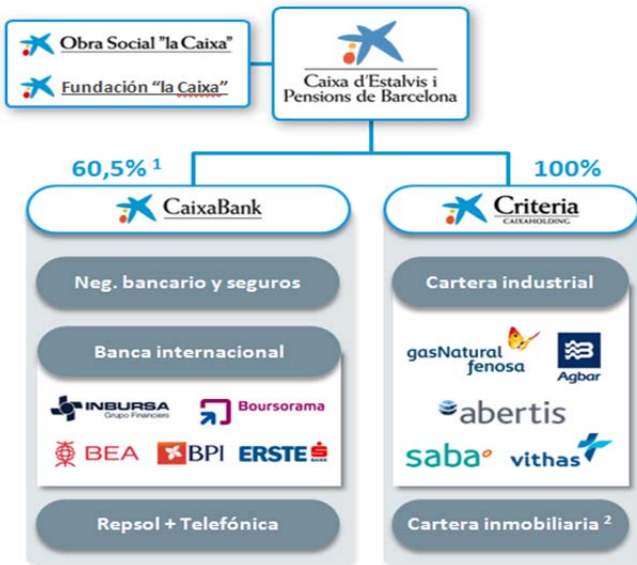 Obra Social "la Caixa"
Fundación "la Caixa"
Caixa d'Estalvis i
Pensions de Barcelona
60,5% 1
100%
CaixaBank
Criteria
CAIXAHOLDING
Neg. bancario y seguros
Cartera industrial
Banca internacional
gasNatural
fenosa
Agbar
INBURSA
Grupo Financiero
Boursorama
abertis
BEA
BPI
ERSTE
BANK
saba
vithas
Repsol + Telefónica
Cartera inmobiliaria 2